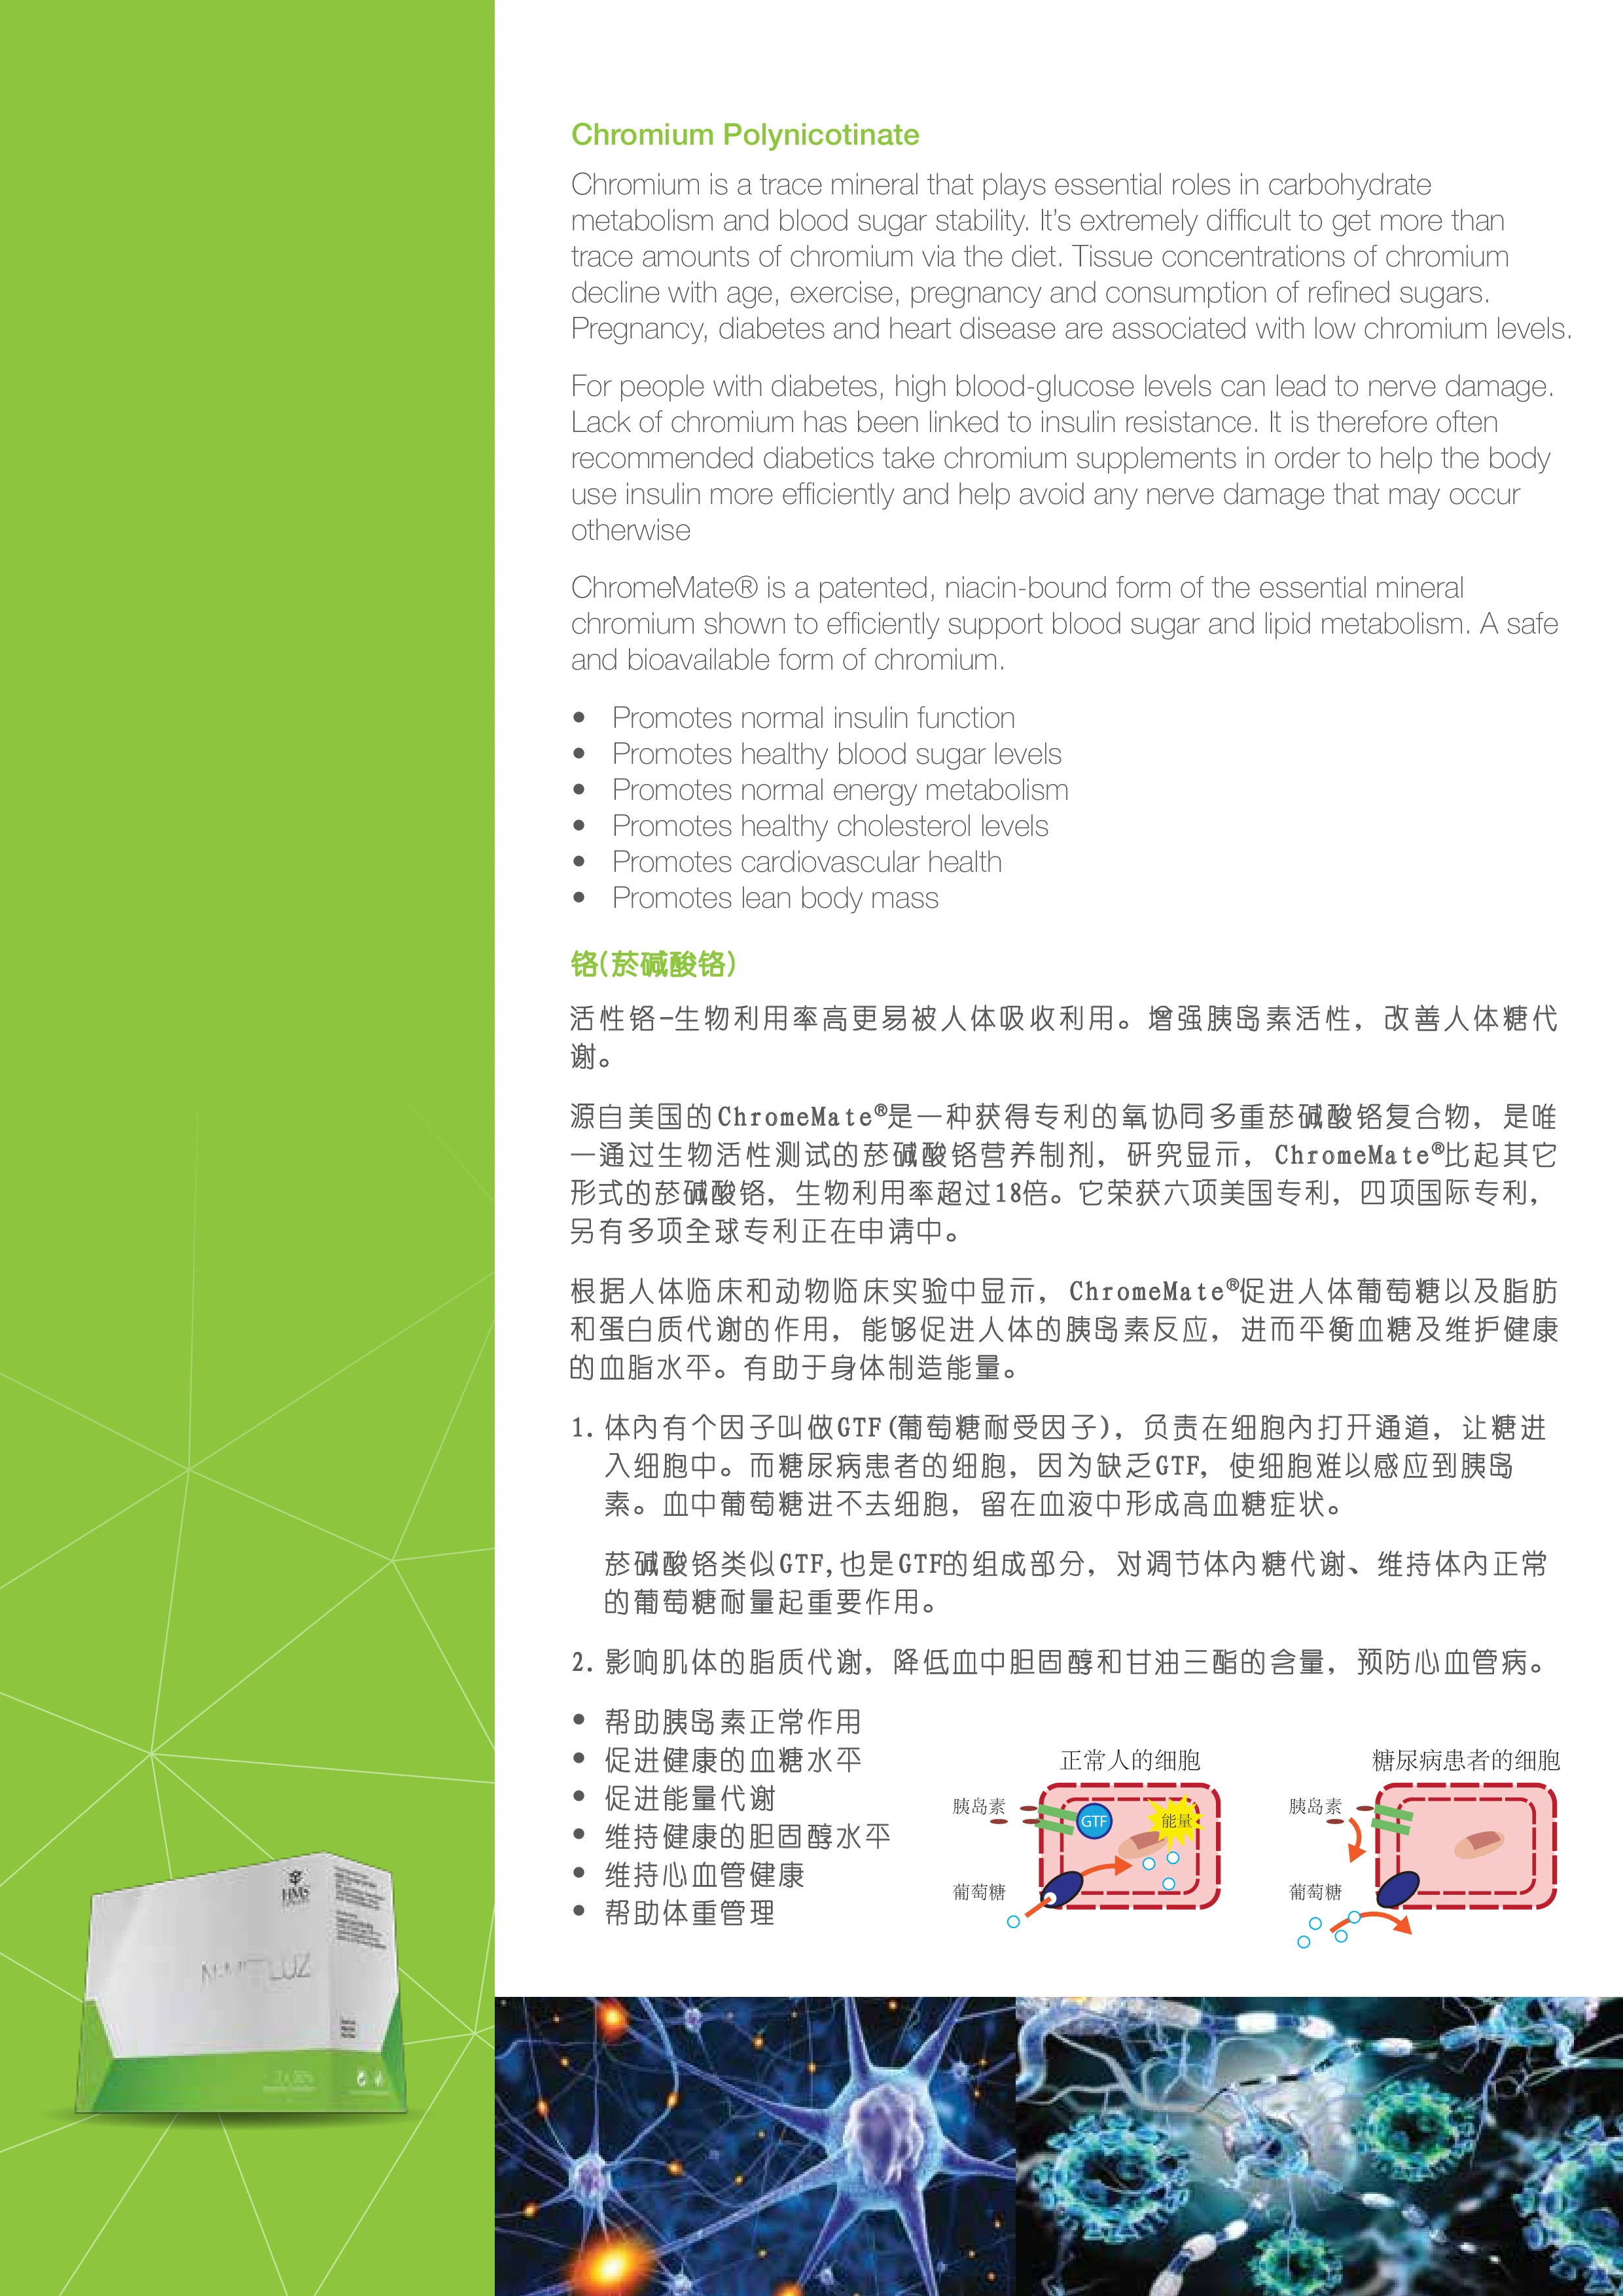 Chromium Polynicotinate
Chromium is a trace mineral that plays essential roles in carbohydrate
metabolism and blood sugar stability. It’s extremely difficult to get more than
trace amounts of chromium via the diet. Tissue concentrations of chromium
decline with age, exercise, pregnancy and consumption of refined sugars.
Pregnancy, diabetes and heart disease are associated with low chromium levels.
For people with diabetes, high blood-glucose levels can lead to nerve damage.
Lack of chromium has been linked to insulin resistance. It is therefore often
recommended diabetics take chromium supplements in order to help the body
use insulin more efficiently and help avoid any nerve damage that may occur
otherwise
ChromeMate® is a patented, niacin-bound form of the essential mineral
chromium shown to efficiently support blood sugar and lipid metabolism. A safe
and bioavailable form of chromium.
• Promotes normal insulin function
• Promotes healthy blood sugar levels
• Promotes normal energy metabolism
• Promotes healthy cholesterol levels
• Promotes cardiovascular health
• Promotes lean body mass
铬(菸碱酸铬)
活性铬-生物利用率高更易被人体吸收利用。增强胰岛素活性，改善人体糖代
谢。
源自美国的ChromeMate®是一种获得专利的氧协同多重菸碱酸铬复合物，是唯
一通过生物活性测试的菸碱酸铬营养制剂，研究显示，ChromeMate®比起其它
形式的菸碱酸铬，生物利用率超过18倍。它荣获六项美国专利，四项国际专利，
另有多项全球专利正在申请中。
根据人体临床和动物临床实验中显示，ChromeMate®促进人体葡萄糖以及脂肪
和蛋白质代谢的作用，能够促进人体的胰岛素反应，进而平衡血糖及维护健康
的血脂水平。有助于身体制造能量。
1. 体内有个因子叫做GTF(葡萄糖耐受因子)，负责在细胞内打开通道，让糖进
入细胞中。而糖尿病患者的细胞，因为缺乏GTF，使细胞难以感应到胰岛
素。血中葡萄糖进不去细胞，留在血液中形成高血糖症状。
菸碱酸铬类似GTF,也是GTF的组成部分，对调节体内糖代谢、维持体内正常
的葡萄糖耐量起重要作用。
2. 影响肌体的脂质代谢，降低血中胆固醇和甘油三酯的含量，预防心血管病。
• 帮助胰岛素正常作用
• 促进健康的血糖水平
• 促进能量代谢
• 维持健康的胆固醇水平
• 维持心血管健康
• 帮助体重管理
正常人的细胞
胰岛素
GTF
能量
葡萄糖
糖尿病患者的细胞
胰岛素
葡萄糖
HMS